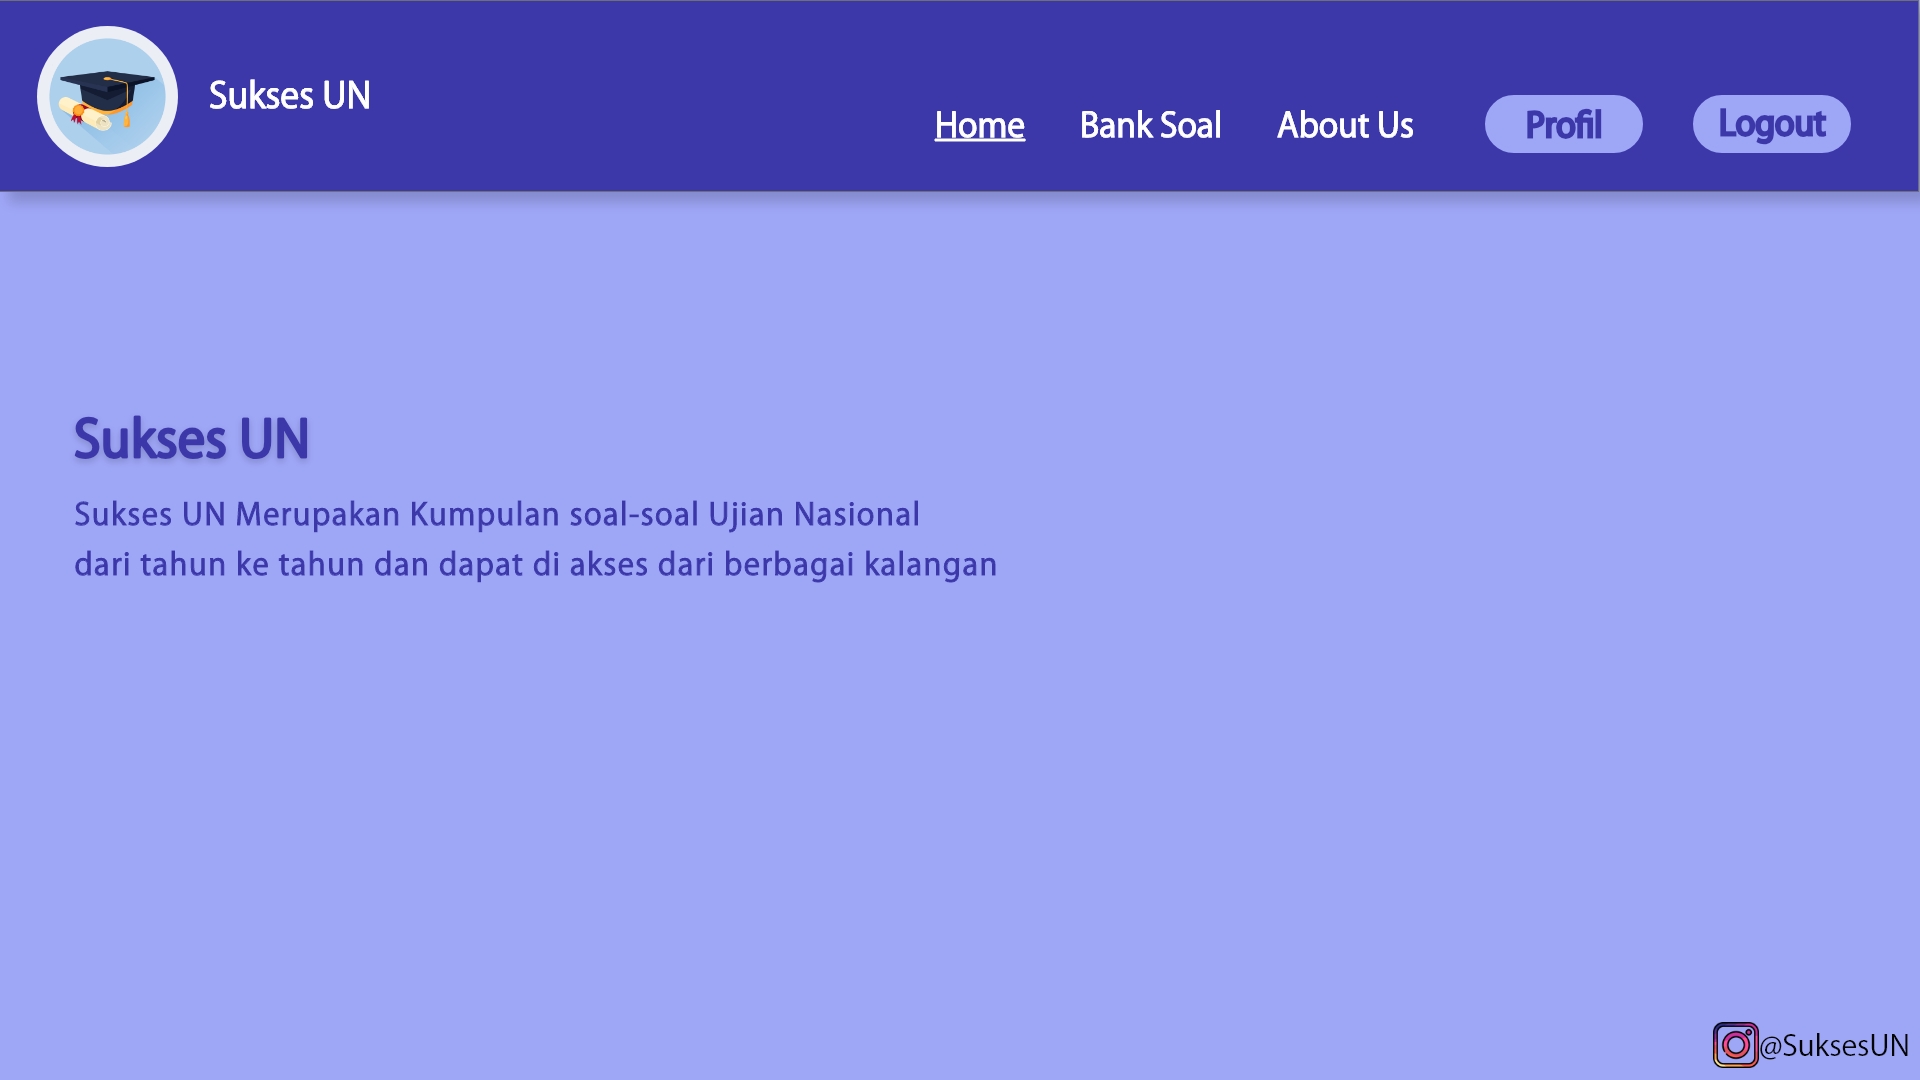 Sukses UN
Home Bank Soal About Us Profil Logout
Sukses UN
Sukses UN Merupakan Kumpulan soal-soal Ujian Nasional
dari tahun ke tahun dan dapat di akses dari berbagai kalangan
@SuksesUN